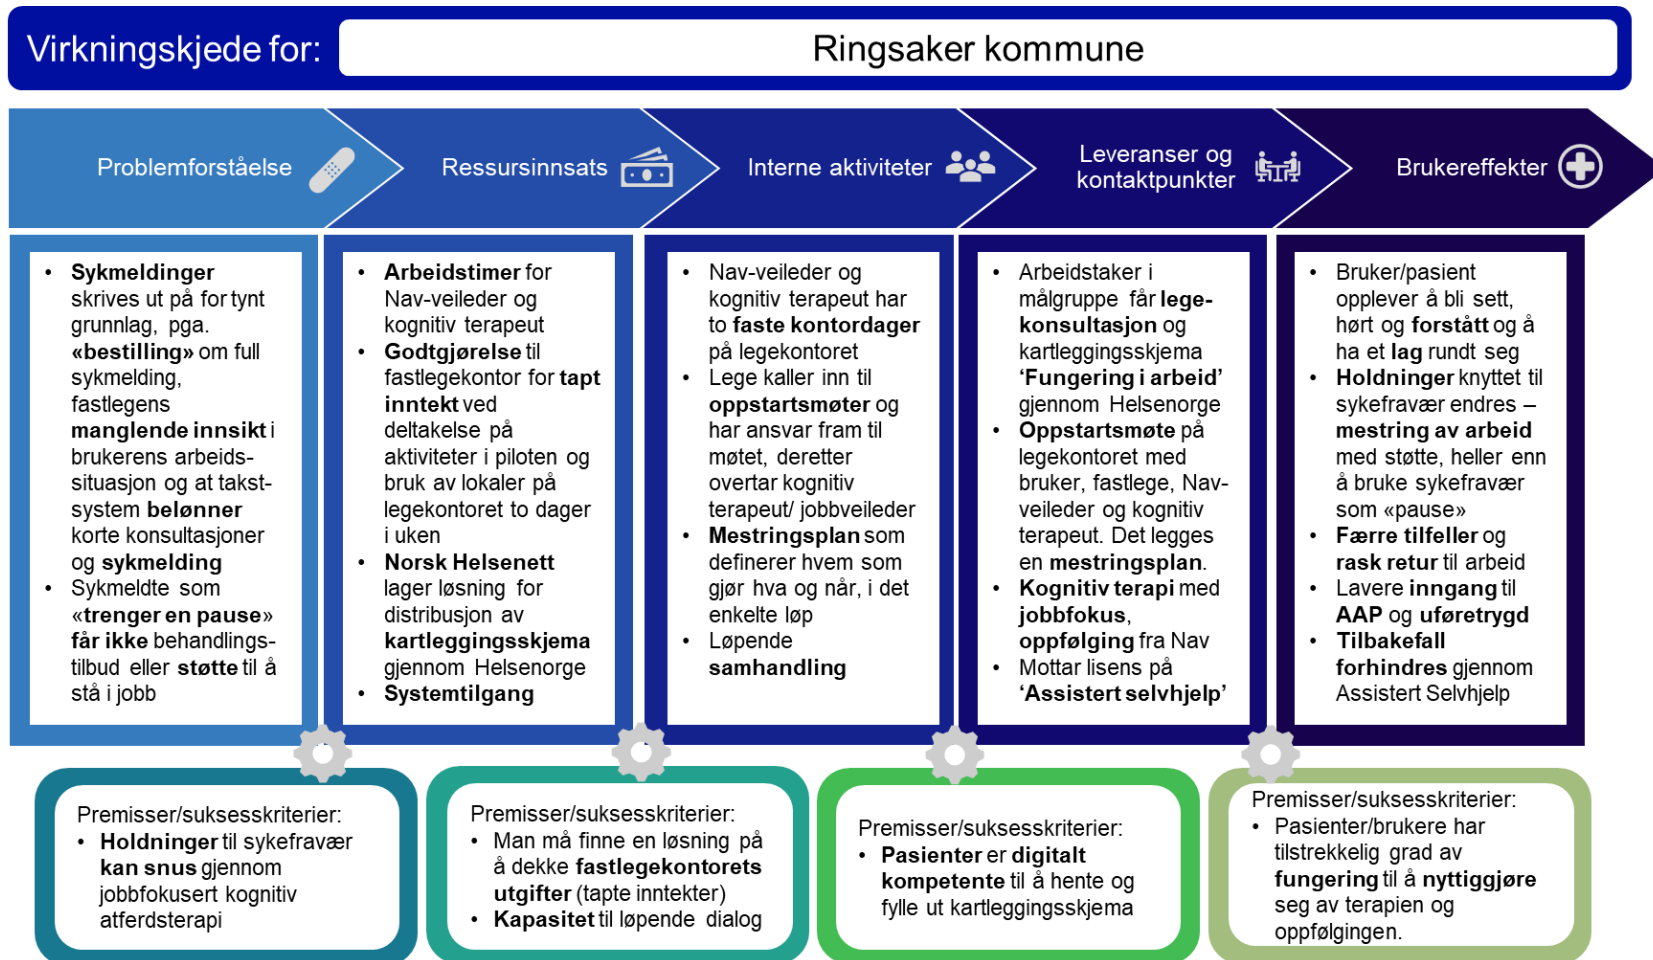 Virkningskjede for:
Ringsaker kommune
Problemforståelse
Ressursinnsats
Interne aktiviteter
Leveranser og
kontaktpunkter
Brukereffekter
• Sykmeldinger
skrives ut på for tynt
grunnlag, pga.
«bestilling» om full
sykmelding,
fastlegens
manglende innsikt i
brukerens arbeids-
situasjon og at takst-
system belønner
korte konsultasjoner
og sykmelding
• Sykmeldte som
«trenger en pause»
får ikke behandlings-
tilbud eller støtte til å
stå i jobb
• Arbeidstimer for
Nav-veileder og
kognitiv terapeut
• Godtgjørelse til
fastlegekontor for tapt
inntekt ved
deltakelse på
aktiviteter i piloten og
bruk av lokaler på
legekontoret to dager
i uken
• Norsk Helsenett
lager løsning for
distribusjon av
kartleggingsskjema
gjennom Helsenorge
• Systemtilgang
• Nav-veileder og
kognitiv terapeut har
to faste kontordager
på legekontoret
• Lege kaller inn til
oppstartsmøter og
har ansvar fram til
møtet, deretter
overtar kognitiv
terapeut/ jobbveileder
• Mestringsplan som
definerer hvem som
gjør hva og når, i det
enkelte løp
• Løpende
samhandling
• Arbeidstaker i
målgruppe får lege-
konsultasjon og
kartleggingsskjema
‘Fungering i arbeid’
gjennom Helsenorge
• Oppstartsmøte på
legekontoret med
bruker, fastlege, Nav-
veileder og kognitiv
terapeut. Det legges
en mestringsplan.
• Kognitiv terapi med
jobbfokus,
oppfølging fra Nav
• Mottar lisens på
‘Assistert selvhjelp’
• Bruker/pasient
opplever å bli sett,
hørt og forstått og å
ha et lag rundt seg
• Holdninger knyttet til
sykefravær endres –
mestring av arbeid
med støtte, heller enn
å bruke sykefravær
som «pause»
• Færre tilfeller og
rask retur til arbeid
• Lavere inngang til
AAP og uføretrygd
• Tilbakefall
forhindres gjennom
Assistert Selvhjelp
Premisser/suksesskriterier:
• Holdninger til sykefravær
kan snus gjennom
jobbfokusert kognitiv
atferdsterapi
Premisser/suksesskriterier:
• Man må finne en løsning på
å dekke fastlegekontorets
utgifter (tapte inntekter)
• Kapasitet til løpende dialog
Premisser/suksesskriterier:
• Pasienter er digitalt
kompetente til å hente og
fylle ut kartleggingsskjema
Premisser/suksesskriterier:
• Pasienter/brukere har
tilstrekkelig grad av
fungering til å nyttiggjøre
seg av terapien og
oppfølgingen.